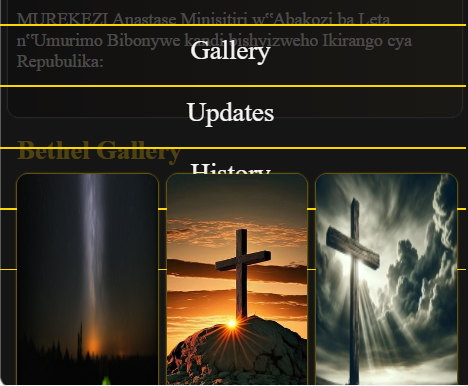 MUREKEZI Anastase Minisitiri w‟Abakozi ba Leta
n‟Umurimo Bibonywe kandi bishyizweho Ikirango cya
Gallery
Repubulika:
Updates
Bethel Gallery
History